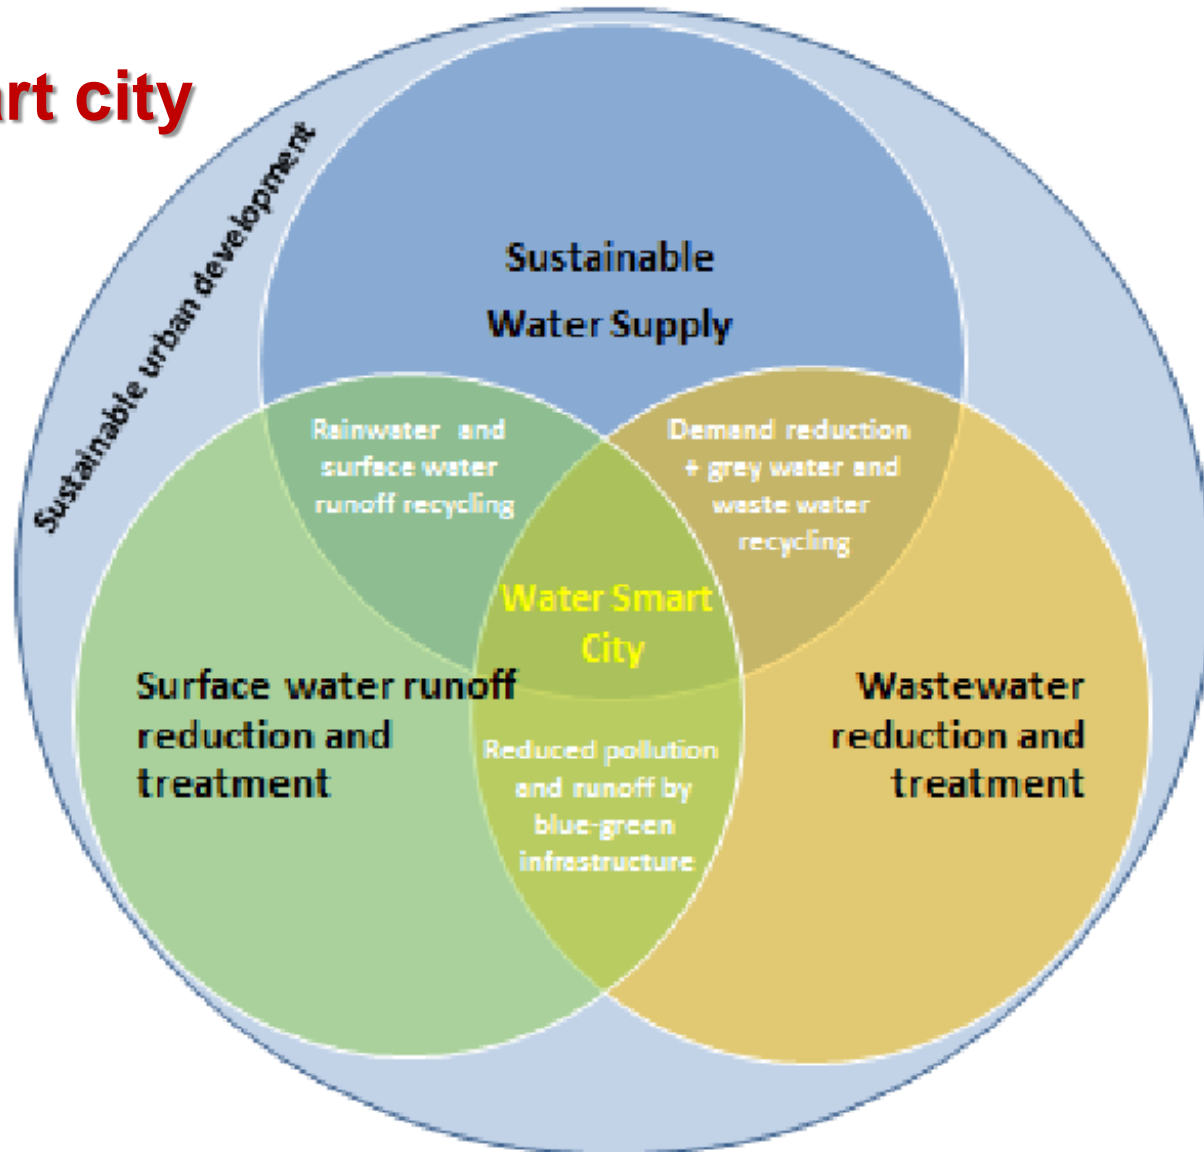 art city
Sustainable urban development
Sustainable
Water Supply
Rainwater and
surface water
runoff recycling
Demand reduction
+ grey water and
waste water
recycling
Water Smart
City
Surface water runoff
reduction and
treatment
Wastewater
reduction and
treatment
Reduced pollution
and runoff by
blue-green
infrastructure